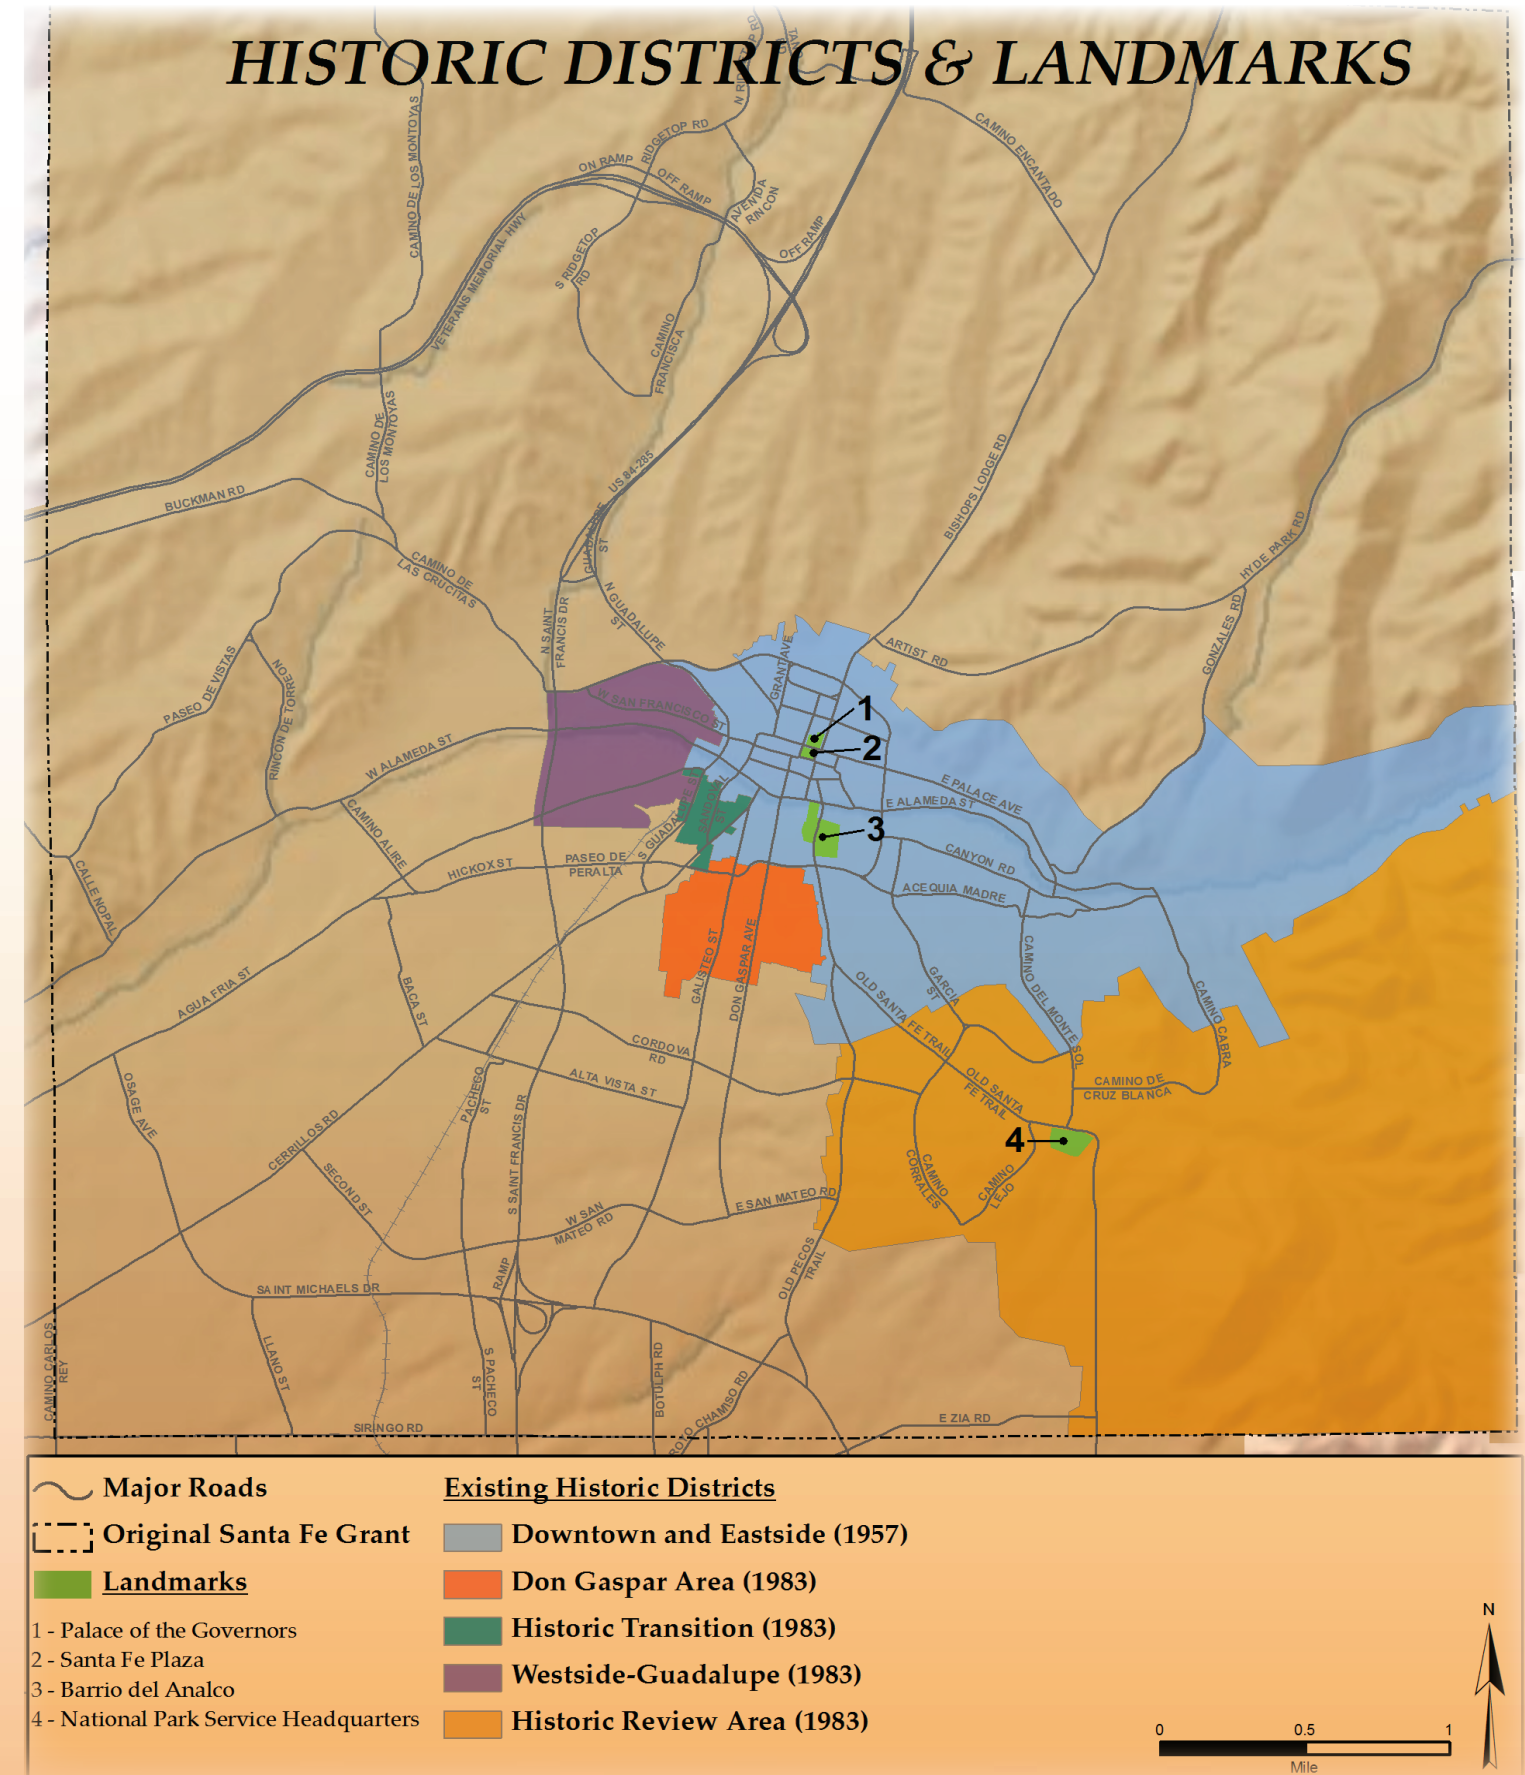 HISTORIC DISTRICTS & LANDMARKS
N RIDGETOP RD
RIDGETOP RD
CAMINO DE LOS MONTOYAS
ON RAMP
OFF RAMP
AVENIDA
RINCON
OFF RAMP
CAMINO ENCANTADO
VETERANS MEMORIAL HWY
S RIDGETOP
RD
CAMINO
FRANCISCA
CAMINO DE
LOS MONTOYAS
BUCKMAN RD
US 84-285
GUADALUPE
ST
BISHOPS LODGE RD
HYDE PARK RD
CAMINO DE
LAS CRUCITAS
N SAINT
FRANCIS DR
N GUADALUPE
ST
GONZALES RD
ARTIST RD
PASEO DE VISTAS
RINCON DE TORREON
GRANT AVE
W SAN FRANCISCO ST
1
2
W ALAMEDA ST
E PALACE AVE
E ALAMEDA ST
S GUADALUPE ST
SANDOVAL
ST
3
CAMINO ALIRE
CANYON RD
HICKOX ST
PASEO DE
PERALTA
ACEQUIA MADRE
CALLE NOPAL
AGUA FRIA ST
BACA ST
GALISTEO ST
DON GASPAR AVE
OLD SANTA FE TRAIL
GARCIA
ST
CAMINO DEL MONTE SOL
CAMINO CABRA
CORDOVA
RD
ALTA VISTA ST
OSAGE AVE
PACHECO
ST
OLD SANTA
FE TRAIL
CAMINO DE
CRUZ BLANCA
CERRILLOS RD
SECOND ST
S SAINT FRANCIS DR
4
CAMINO
CORRALES
CAMINO
LEJO
W SAN
MATEO RD
E SAN MATEO RD
OLD PECOS
TRAIL
RAMP
SAINT MICHAELS DR
LLANO ST
CAMINO CARLOS
REY
S PACHECO
ST
BOTULPH RD
OYO CHAMISO RD
SIRINGO RD
E ZIA RD
Major Roads
Original Santa Fe Grant
Landmarks
1 - Palace of the Governors
2 - Santa Fe Plaza
3 - Barrio del Analco
4 - National Park Service Headquarters
Existing Historic Districts
Downtown and Eastside (1957)
Don Gaspar Area (1983)
Historic Transition (1983)
Westside-Guadalupe (1983)
Historic Review Area (1983)
N
0 0.5 1
Mile